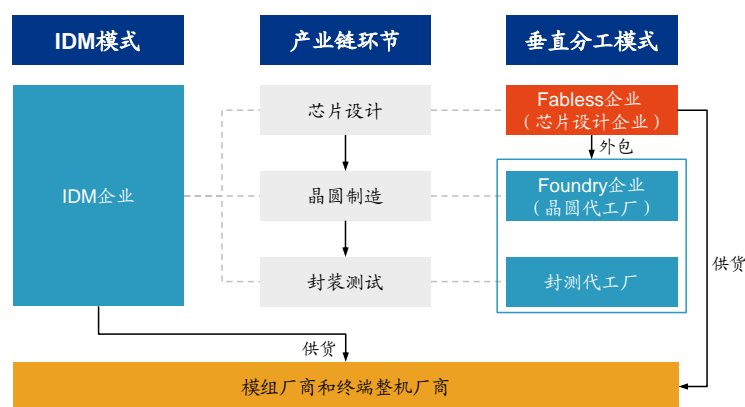 IDM模式
产业链环节
垂直分工模式
芯片设计
Fabless企业
（芯片设计企业）
外包
IDM企业
晶圆制造
Foundry企业
（晶圆代工厂）
供货
封装测试
封测代工厂
供货
模组厂商和终端整机厂商